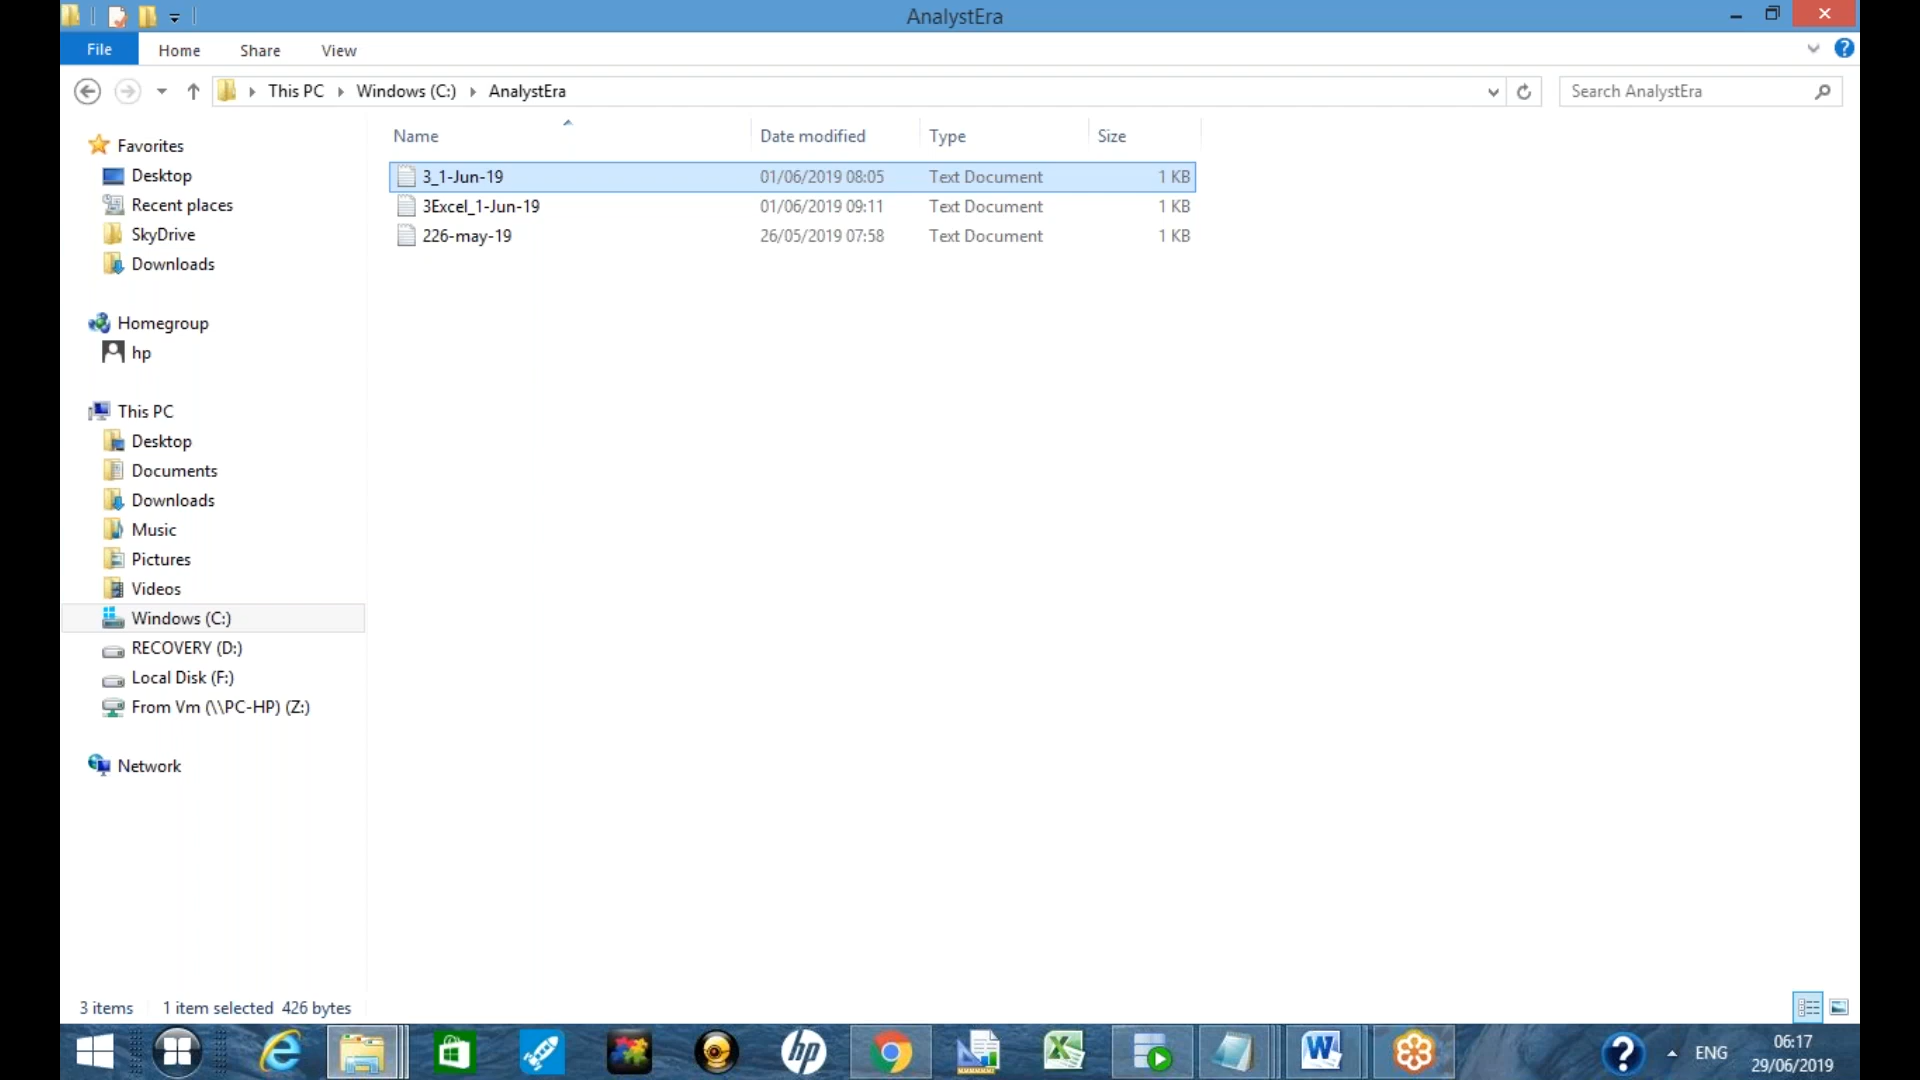 AnalystEra
File Home Share View
This PC Windows (C:) AnalystEra
Search AnalystEra
Name Date modified Type Size
3_1-Jun-19 01/06/2019 08:05 Text Document 1 KB
3Excel_1-Jun-19 01/06/2019 09:11 Text Document 1 KB
226-may-19 26/05/2019 07:58 Text Document 1 KB
Favorites
Desktop
Recent places
SkyDrive
Downloads
Homegroup
hp
This PC
Desktop
Documents
Downloads
Music
Pictures
Videos
Windows (C:)
RECOVERY (D:)
Local Disk (F:)
From Vm (\\PC-HP) (Z:)
Network
3 items 1 item selected 426 bytes
hp
ENG
06:17
29/06/2019